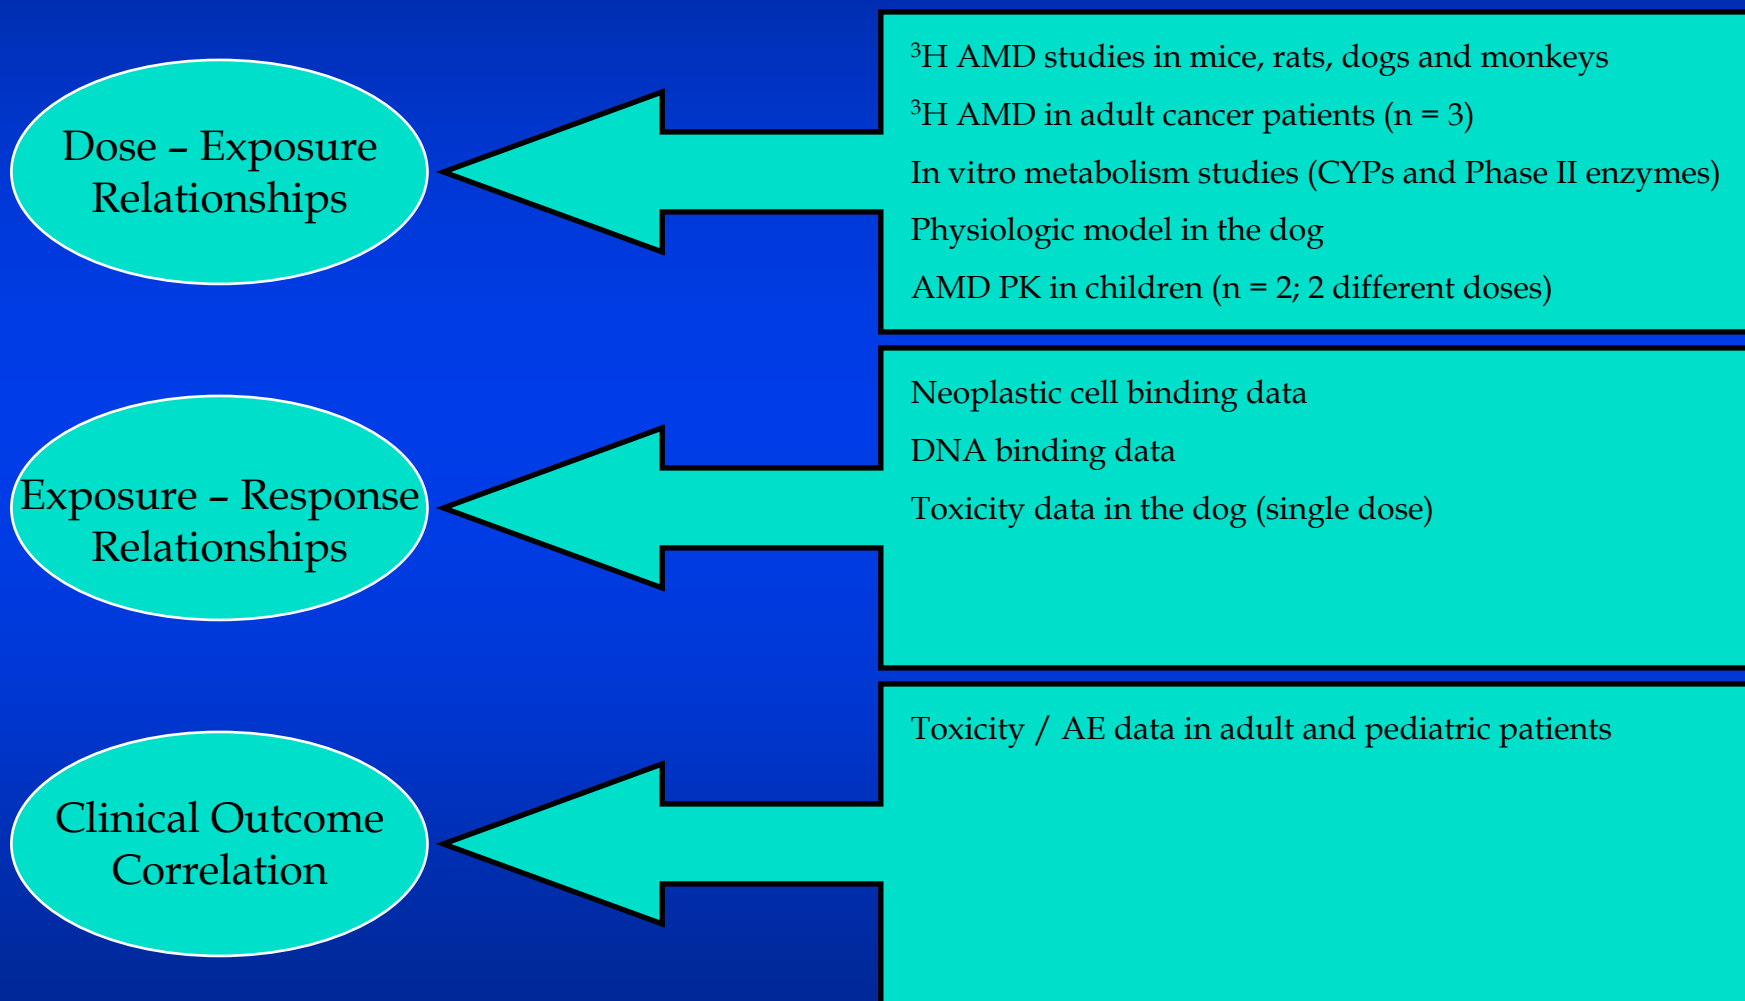 Dose – Exposure
Relationships
³H AMD studies in mice, rats, dogs and monkeys
³H AMD in adult cancer patients (n = 3)
In vitro metabolism studies (CYPs and Phase II enzymes)
Physiologic model in the dog
AMD PK in children (n = 2; 2 different doses)
Exposure – Response
Relationships
Neoplastic cell binding data
DNA binding data
Toxicity data in the dog (single dose)
Clinical Outcome
Correlation
Toxicity / AE data in adult and pediatric patients